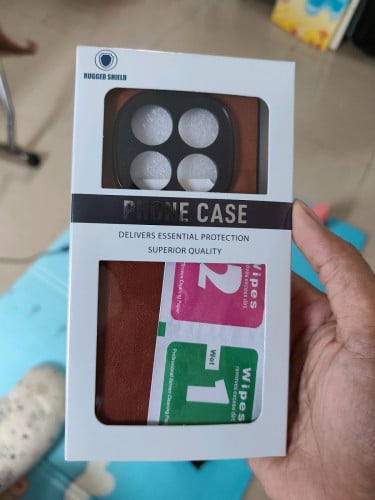 RUGGED SHIELD
PHONE CASE
DELIVERS ESSENTIAL PROTECTION
SUPERIOR QUALITY
2
Wipes
Wet
1
Wipes